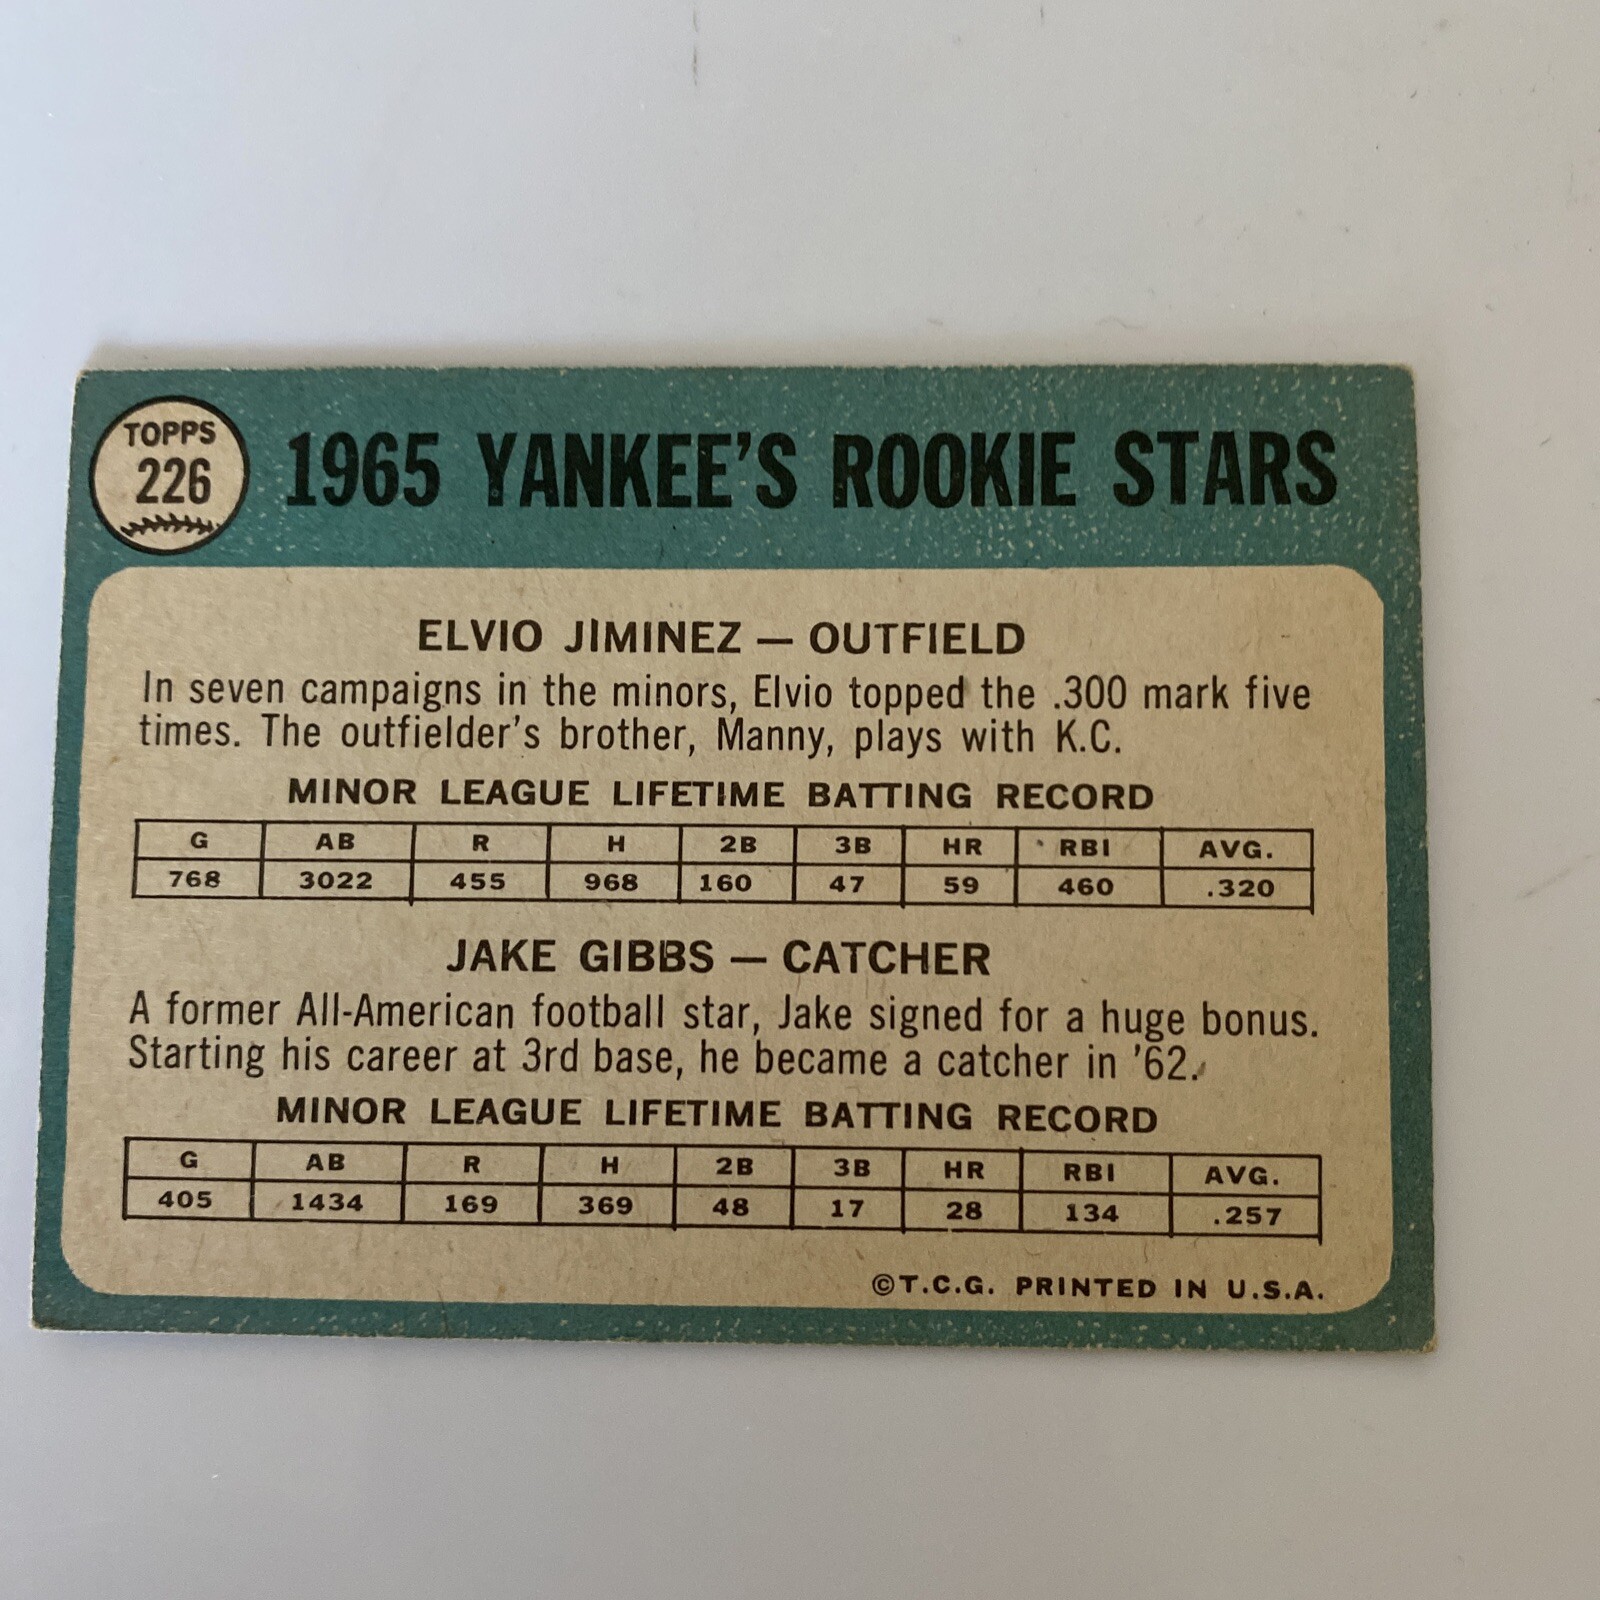 TOPPS
226
1965 YANKEE'S ROOKIE STARS
ELVIO JIMINEZ — OUTFIELD
In seven campaigns in the minors, Elvio topped the .300 mark five
times. The outfielder's brother, Manny, plays with K.C.
MINOR LEAGUE LIFETIME BATTING RECORD
G AB R H 2B 3B HR RBI AVG.
768 3022 455 968 160 47 59 460 .320
JAKE GIBBS — CATCHER
A former All-American football star, Jake signed for a huge bonus.
Starting his career at 3rd base, he became a catcher in '62.
MINOR LEAGUE LIFETIME BATTING RECORD
G AB R H 2B 3B HR RBI AVG.
405 1434 169 369 48 17 28 134 .257
©T.C.G. PRINTED IN U.S.A.